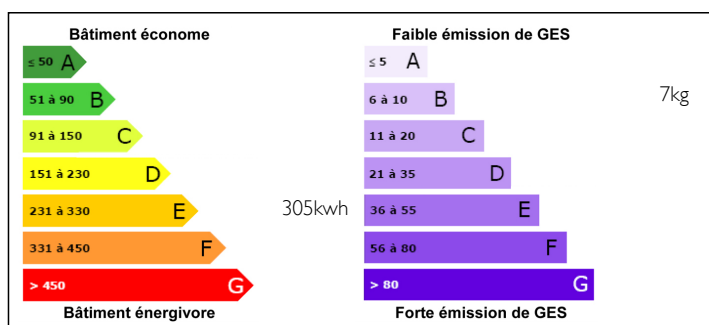 Bâtiment économe
≤ 50 A
51 à 90 B
91 à 150 C
151 à 230 D
231 à 330 E
305kwh
331 à 450 F
> 450 G
Bâtiment énergivore
Faible émission de GES
≤ 5 A
6 à 10 B
7kg
11 à 20 C
21 à 35 D
36 à 55 E
56 à 80 F
> 80 G
Forte émission de GES